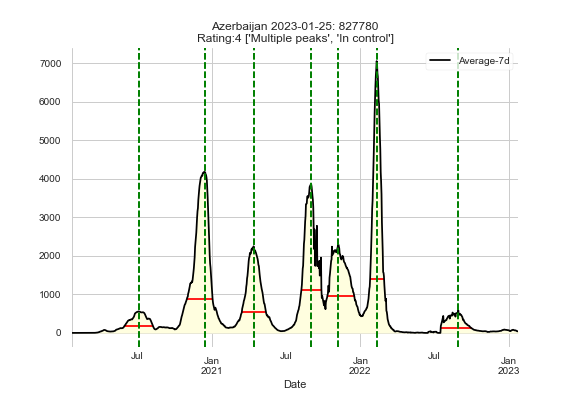 Azerbaijan 2023-01-25: 827780
Rating:4 ['Multiple peaks', 'In control']
Average-7d
7000
6000
5000
4000
3000
2000
1000
0
Jul
Jan
2021
Jul
Jan
2022
Jul
Jan
2023
Date